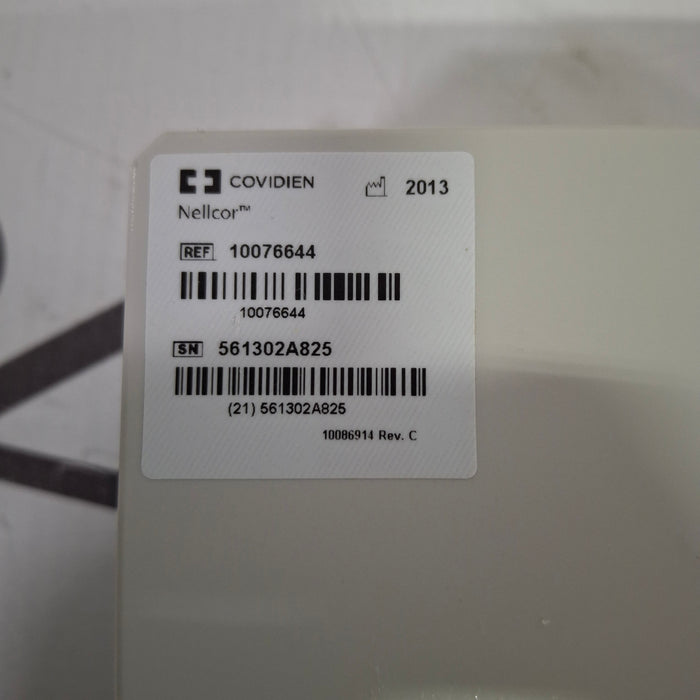 COVIDIEN
2013
Nellcor™
REF 10076644
10076644
SN 561302A825
(21) 561302A825
10086914 Rev. C